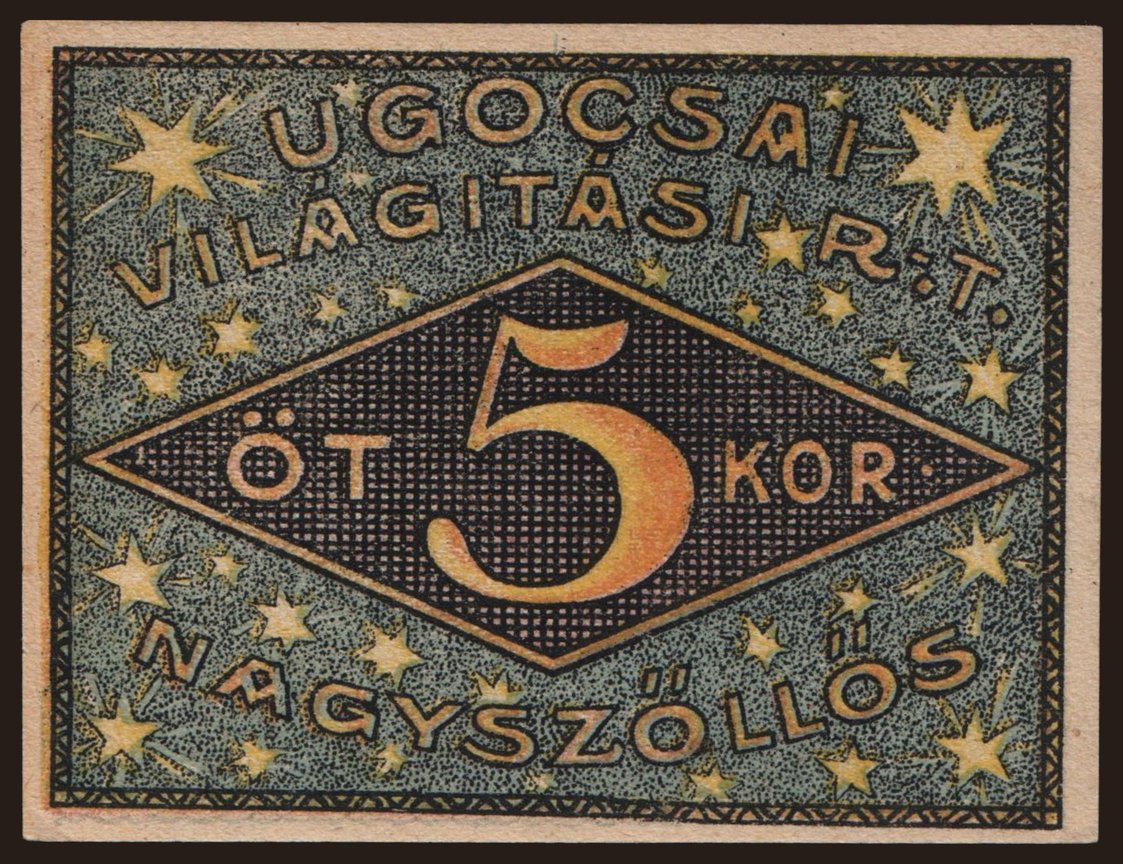 UGOCSAI
VILÁGITÁSI R.T.
ÖT 5 KOR.
NAGYSZŐLLŐS